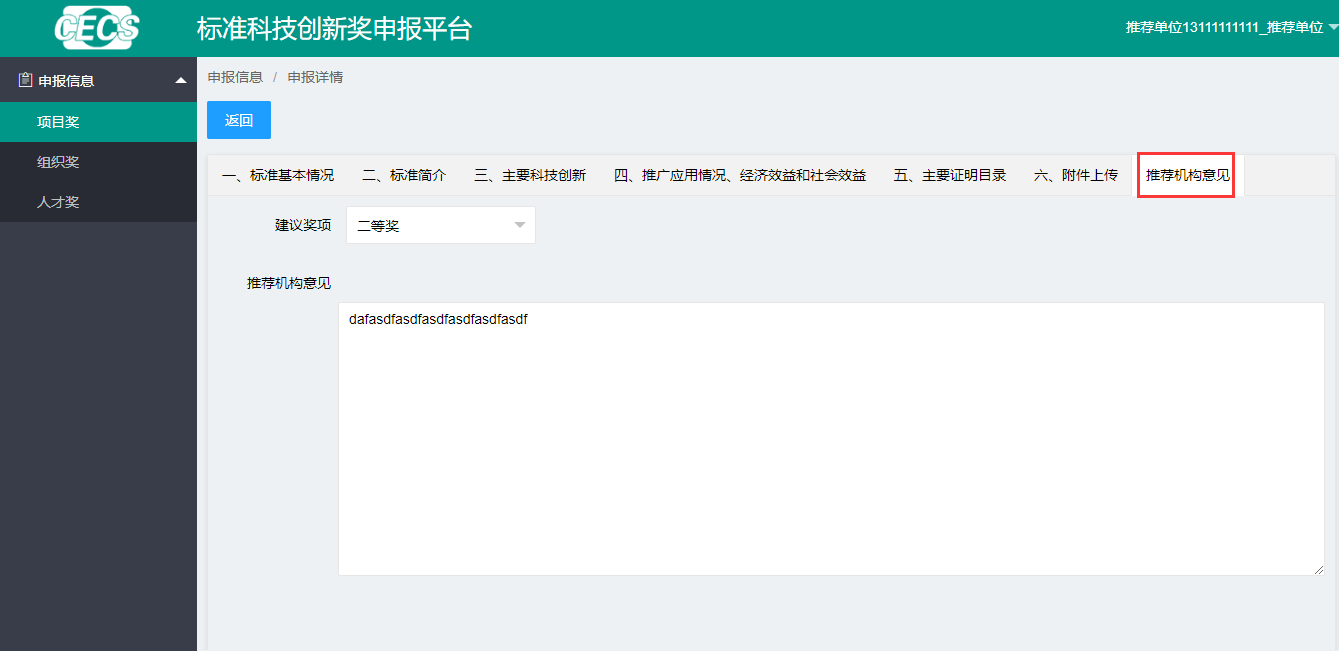 CECS
标准科技创新奖申报平台
推荐单位13111111111_推荐单位
申报信息
项目奖
组织奖
人才奖
申报信息 / 申报详情
返回
一、标准基本情况 二、标准简介 三、主要科技创新 四、推广应用情况、经济效益和社会效益 五、主要证明目录 六、附件上传 推荐机构意见
建议奖项 二等奖
推荐机构意见
dafasdfasdfasdfasdfasdfasdf